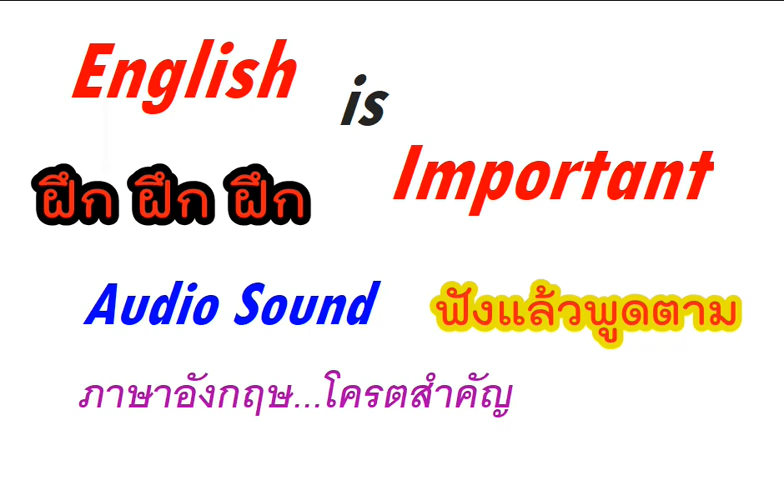 English
is
Important
ฝึก ฝึก ฝึก
Audio Sound
ฟังแล้วพูดตาม
ภาษาอังกฤษ...โครตสำคัญ